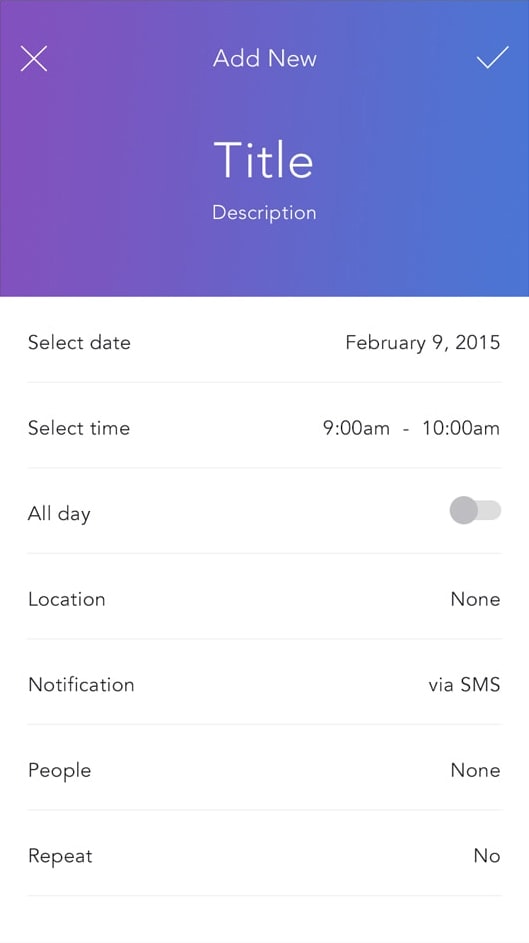 Add New
Title
Description
Select date February 9, 2015
Select time 9:00am - 10:00am
All day
Location None
Notification via SMS
People None
Repeat No